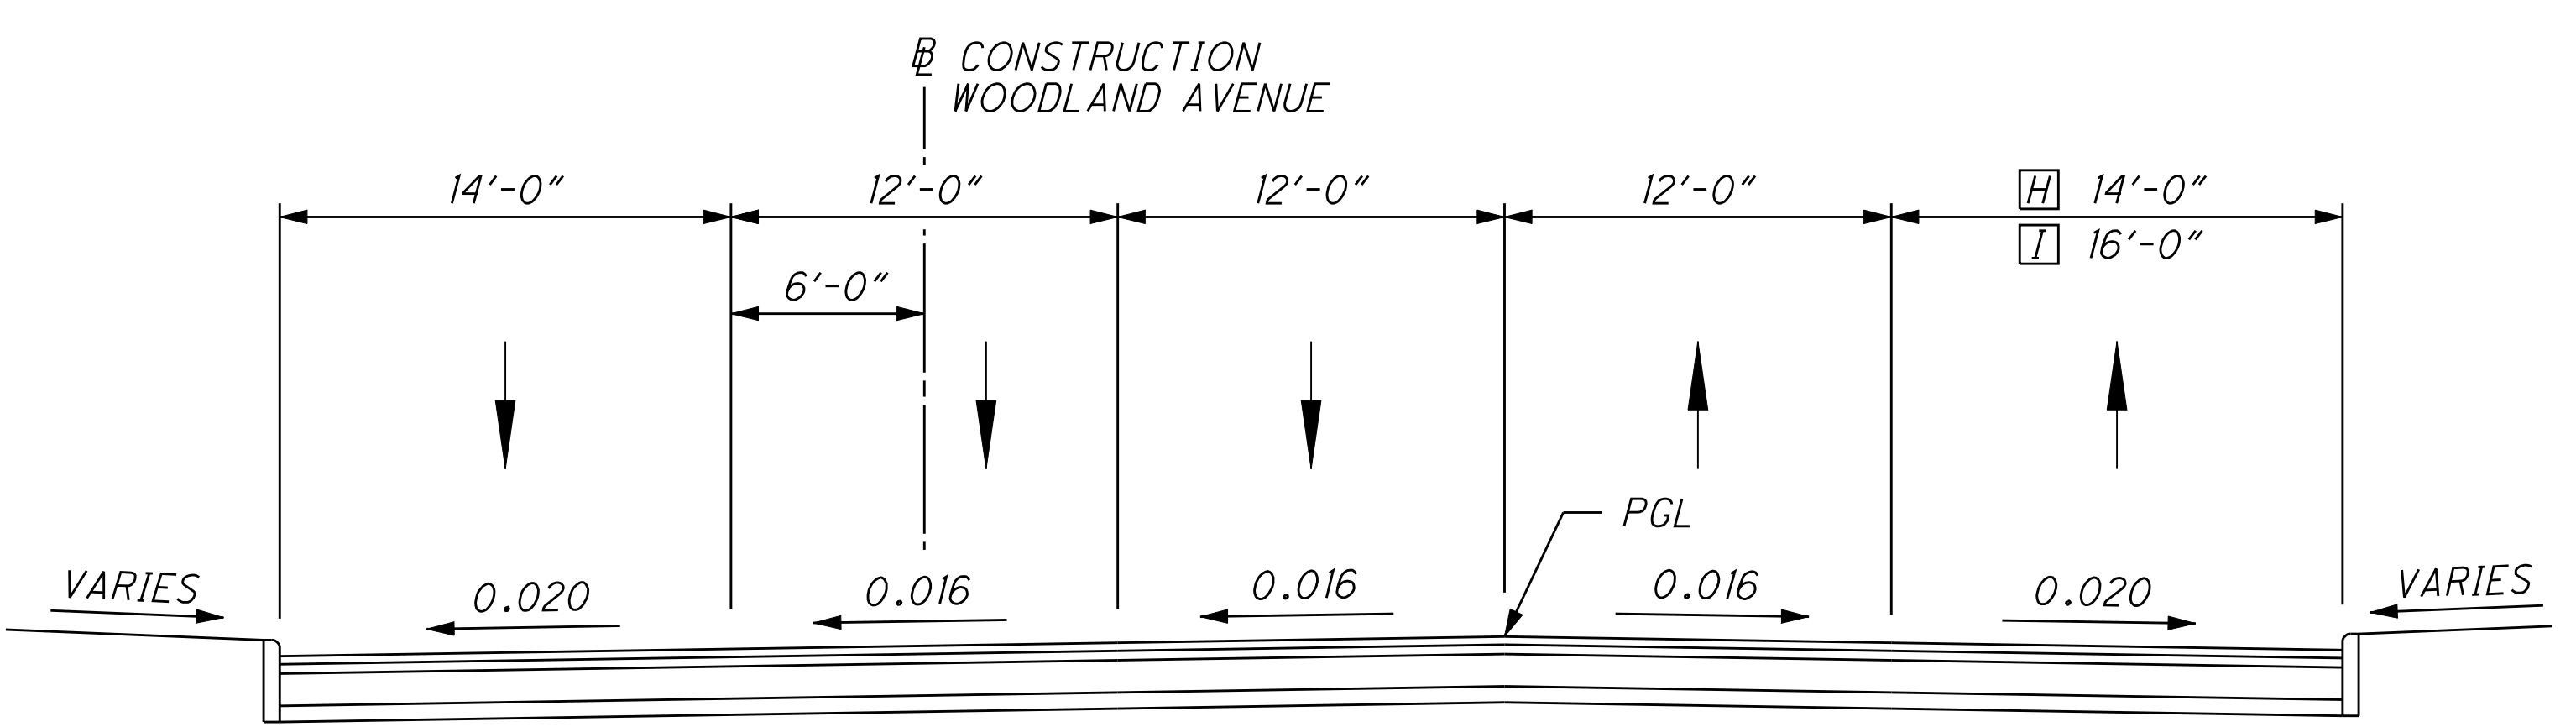 ℄ CONSTRUCTION
WOODLAND AVENUE
14'-0" 12'-0" 12'-0" 12'-0" H 14'-0"
I 16'-0"
6'-0"
PGL
VARIES 0.020 0.016 0.016 0.016 0.020 VARIES